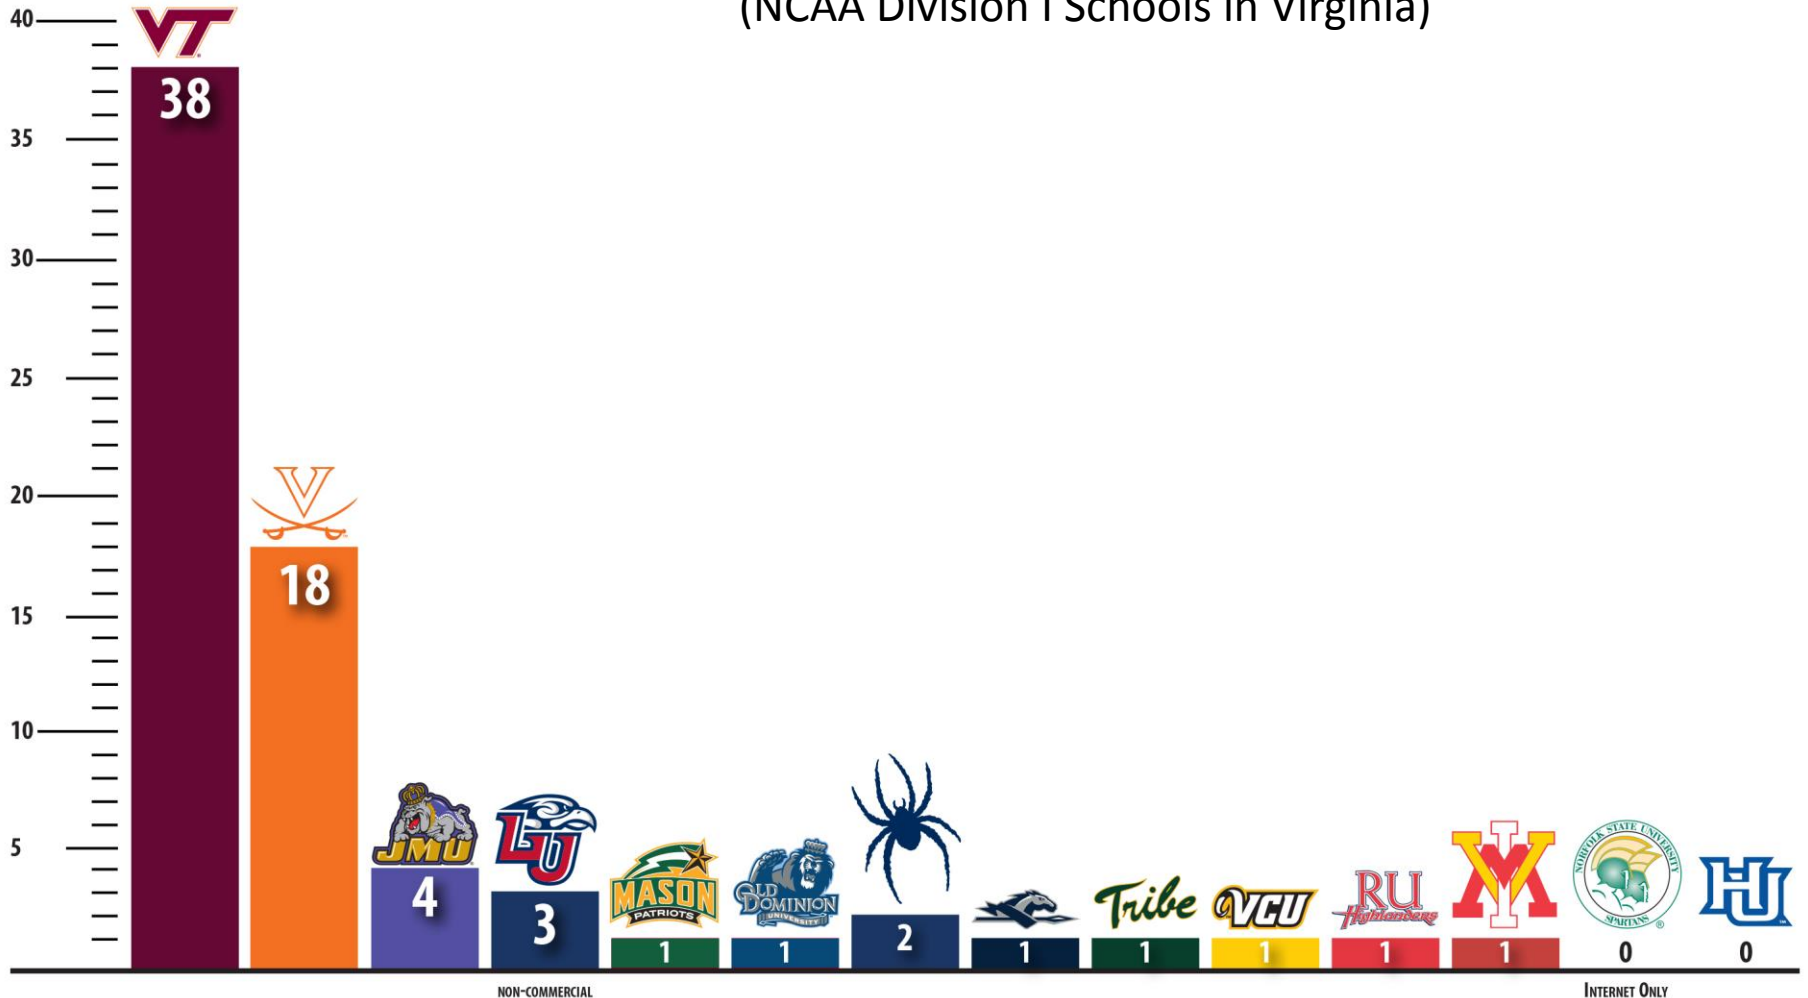 (NCAA Division I Schools in Virginia)
40
35
30
25
20
15
10
5
VT
38
V
18
JMU
4
LU
3
MASON
PATRIOTS
1
OLD
DOMINION
UNIVERSITY
1
2
1
Tribe
1
VCU
1
RU
Highlanders
1
VMI
1
NORFOLK STATE UNIVERSITY
SPARTANS
0
HU
0
NON-COMMERCIAL
INTERNET ONLY